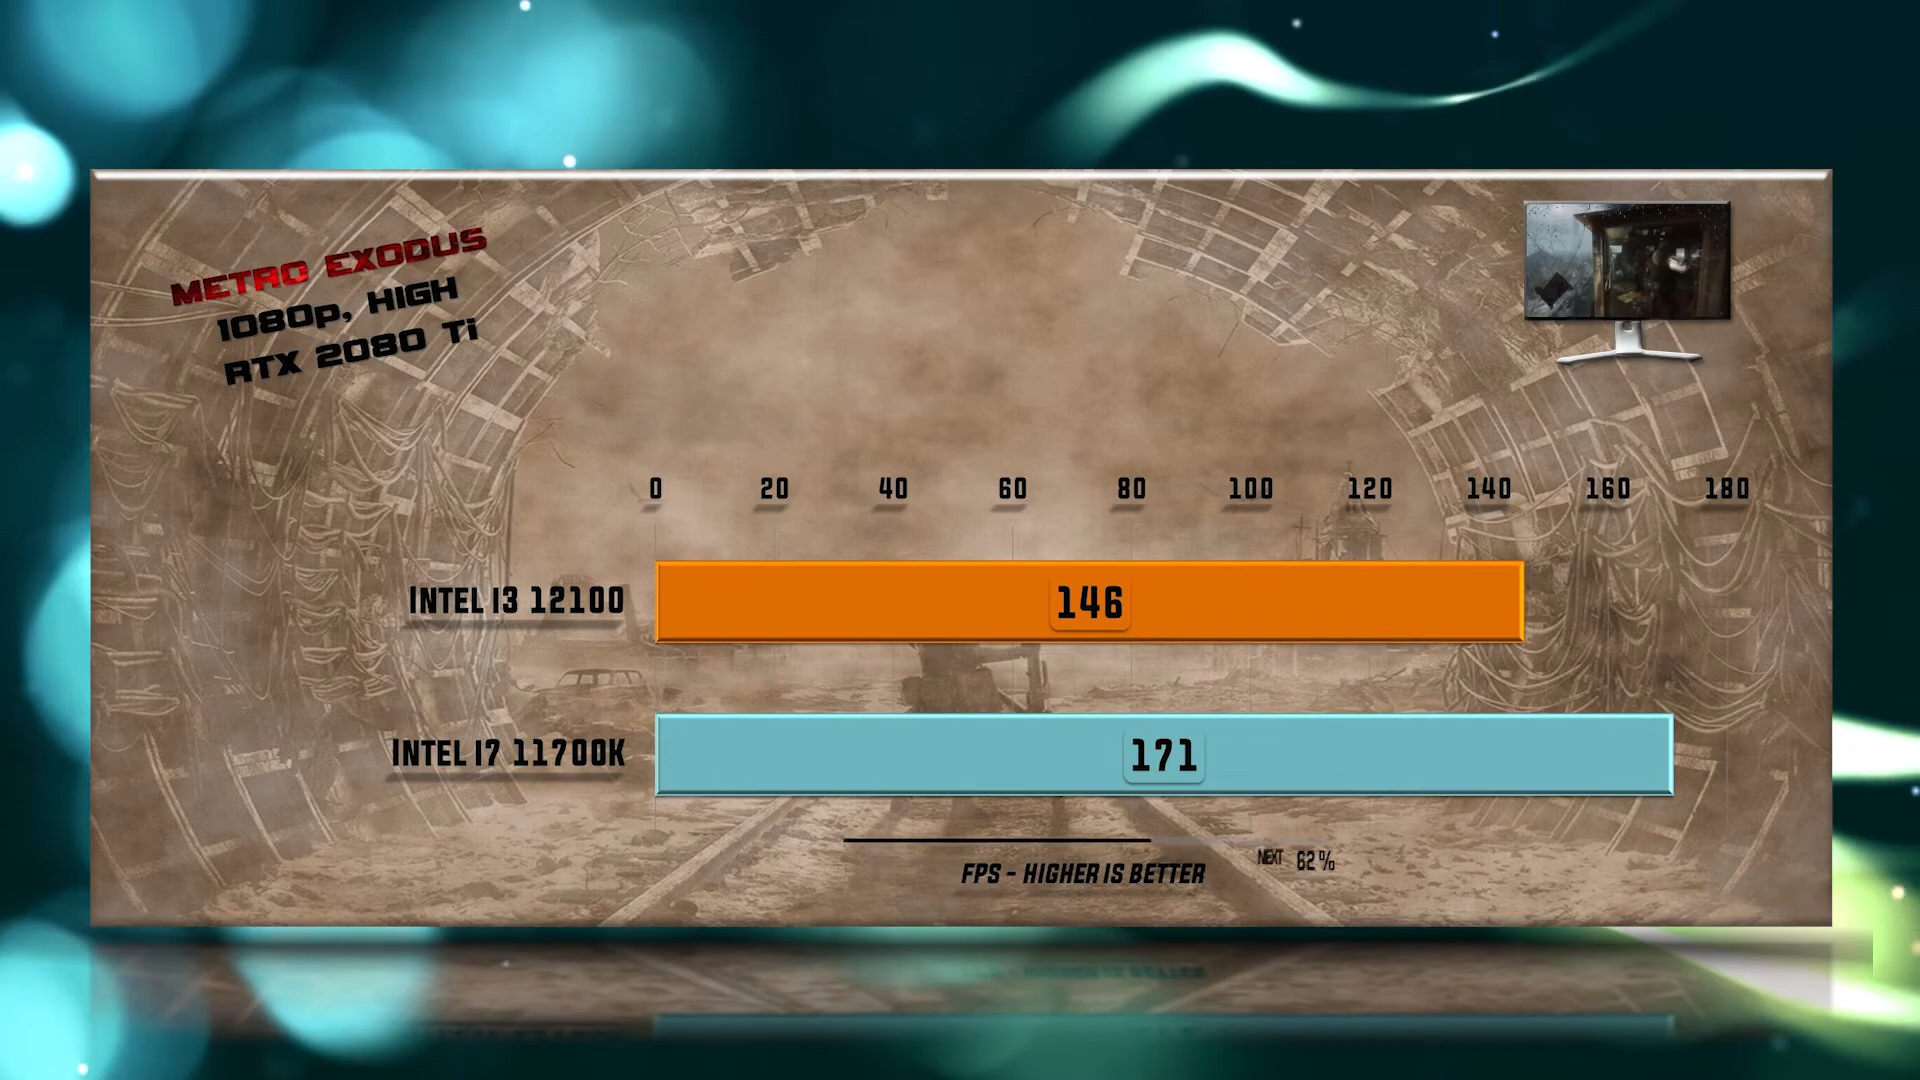 METRO EXODUS
1080p, HIGH
RTX 2080 Ti
0 20 40 60 80 100 120 140 160 180
INTEL I3 12100 146
INTEL I7 11700K 171
FPS - HIGHER IS BETTER
NEXT 62%